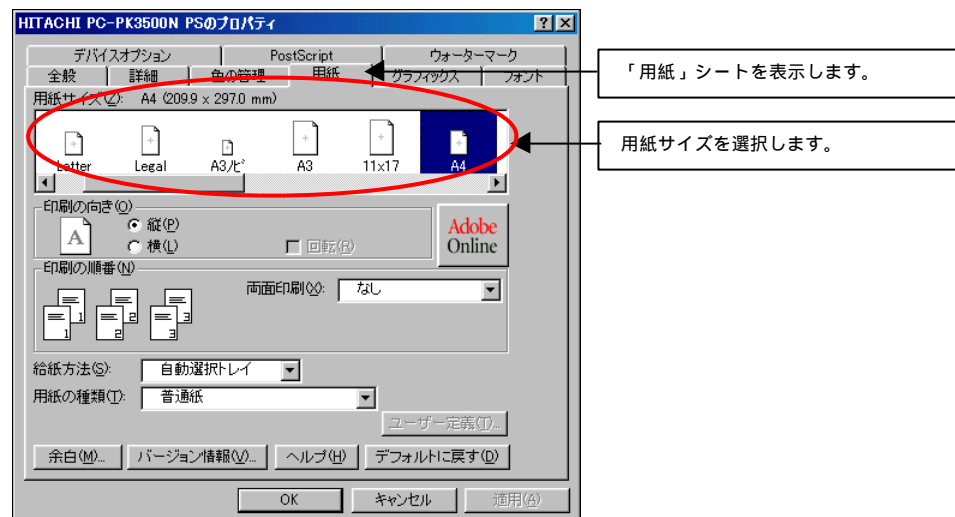 HITACHI PC-PK3500N PSのプロパティ
デバイスオプション PostScript ウォーターマーク
全般 詳細 色の管理 用紙 グラフィックス フォント
「用紙」シートを表示します。
用紙サイズ(Z): A4 (209.9 x 297.0 mm)
用紙サイズを選択します。
Letter Legal A3ノビ A3 11x17 A4
印刷の向き(O)
縦(P)
横(L) 回転(R)
A
Adobe
Online
印刷の順番(N)
両面印刷(X): なし
1 2 3
1 2 3
給紙方法(S): 自動選択トレイ
用紙の種類(T): 普通紙
ユーザー定義(T)...
余白(M)... バージョン情報(V)... ヘルプ(H) デフォルトに戻す(D)
OK キャンセル 適用(A)